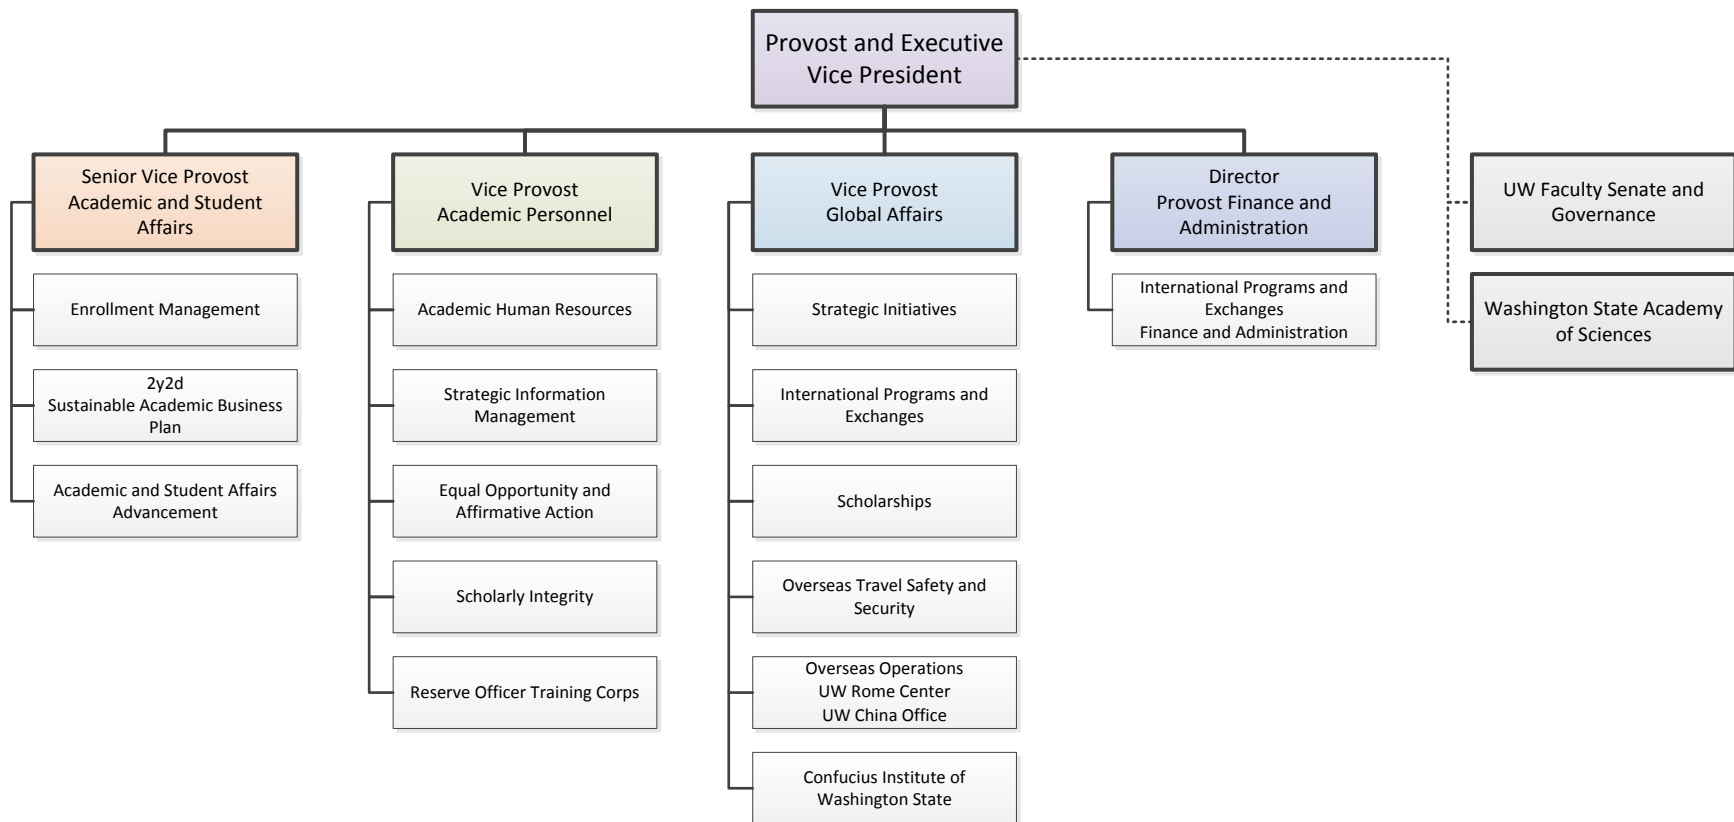 Provost and Executive
Vice President
Senior Vice Provost
Academic and Student
Affairs
Vice Provost
Academic Personnel
Vice Provost
Global Affairs
Director
Provost Finance and
Administration
UW Faculty Senate and
Governance
Enrollment Management
Academic Human Resources
Strategic Initiatives
International Programs and
Exchanges
Finance and Administration
Washington State Academy
of Sciences
2y2d
Sustainable Academic Business
Plan
Strategic Information
Management
International Programs and
Exchanges
Academic and Student Affairs
Advancement
Equal Opportunity and
Affirmative Action
Scholarships
Scholarly Integrity
Overseas Travel Safety and
Security
Reserve Officer Training Corps
Overseas Operations
UW Rome Center
UW China Office
Confucius Institute of
Washington State